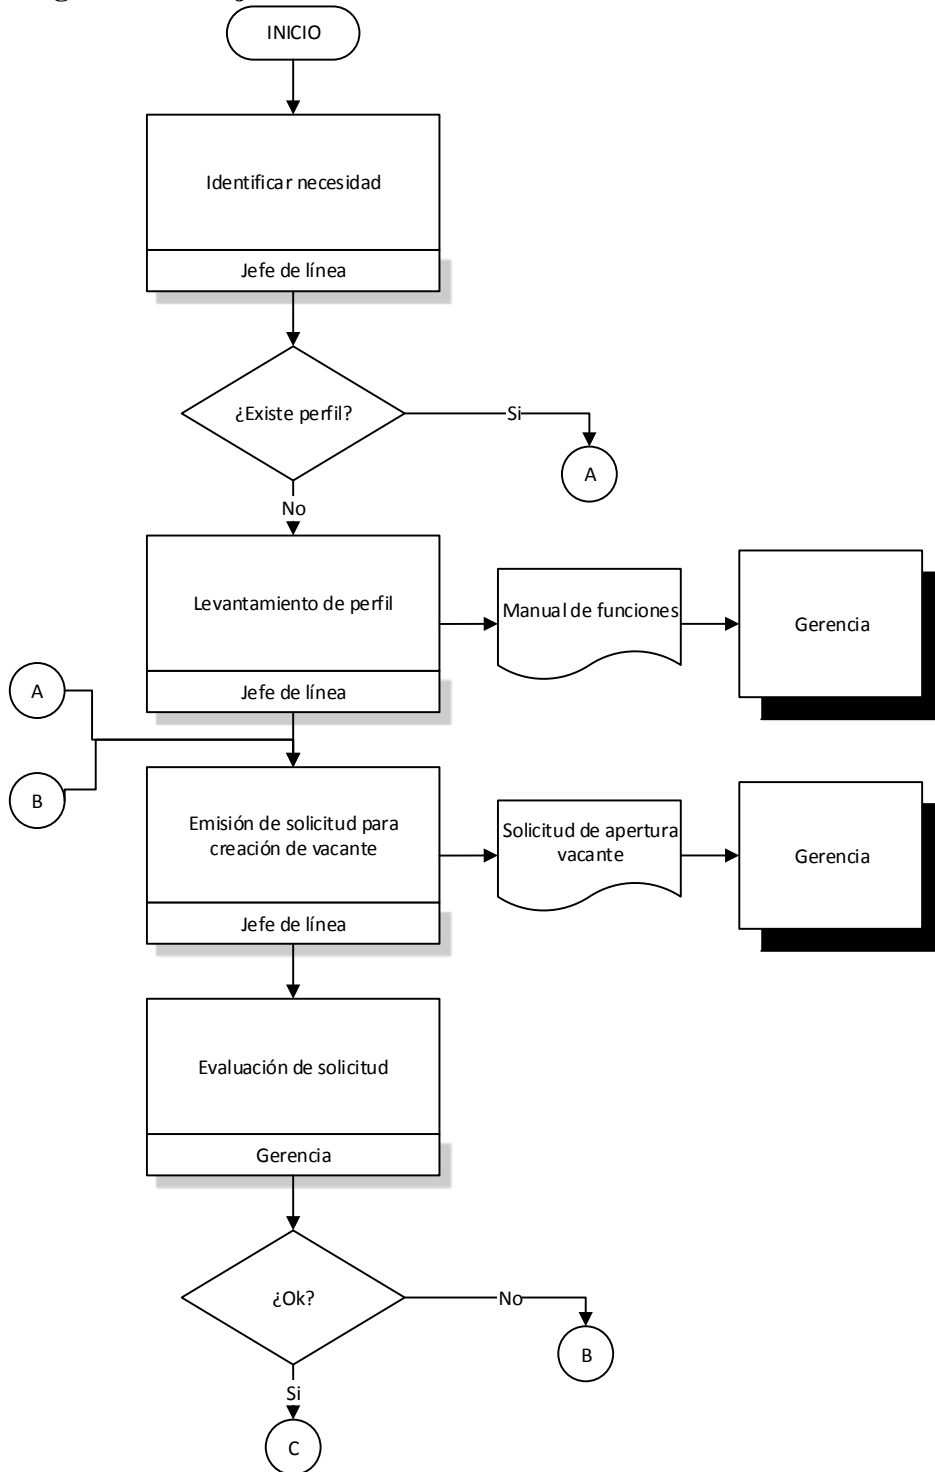 INICIO
Identificar necesidad
Jefe de línea
¿Existe perfil?
Si
A
No
Levantamiento de perfil
Manual de funciones
Gerencia
Jefe de línea
A
B
Emisión de solicitud para
creación de vacante
Solicitud de apertura
vacante
Gerencia
Jefe de línea
Evaluación de solicitud
Gerencia
¿Ok?
No
B
Si
C